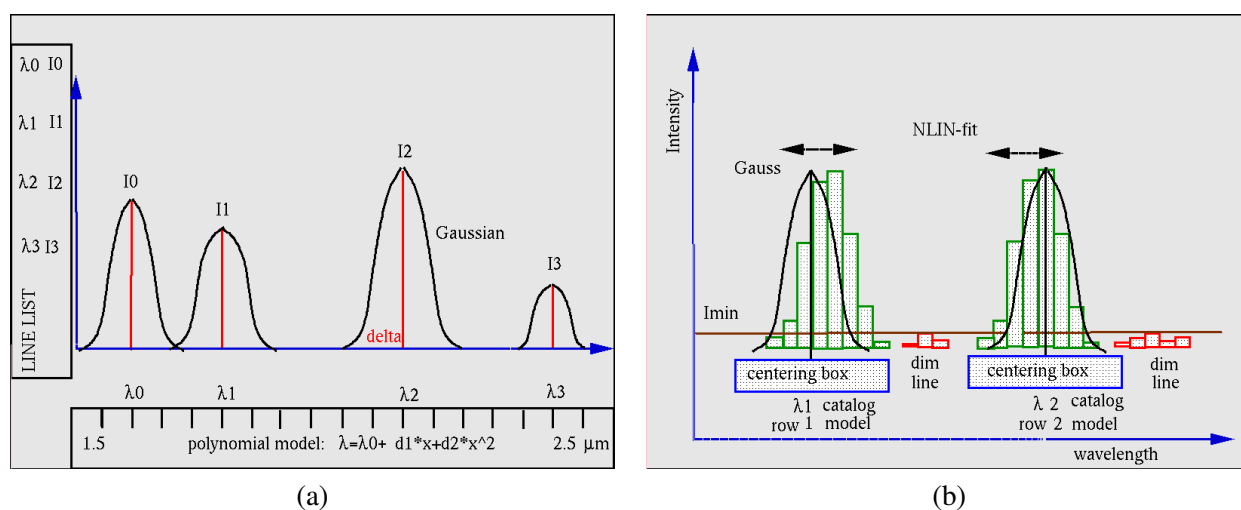 λ0 I0
λ1 I1
λ2 I2
λ3 I3
LINE LIST
I0
I1
I2
I3
Gaussian
delta
λ0 λ1 λ2 λ3
1.5 polynomial model: λ=λ0+ d1*x+d2*x^2 2.5 μm
(a)
Intensity
NLIN-fit
Gauss
Imin
centering box
dim
line
centering box
dim
line
λ1 catalog
row 1 model
λ 2 catalog
row 2 model
wavelength
(b)